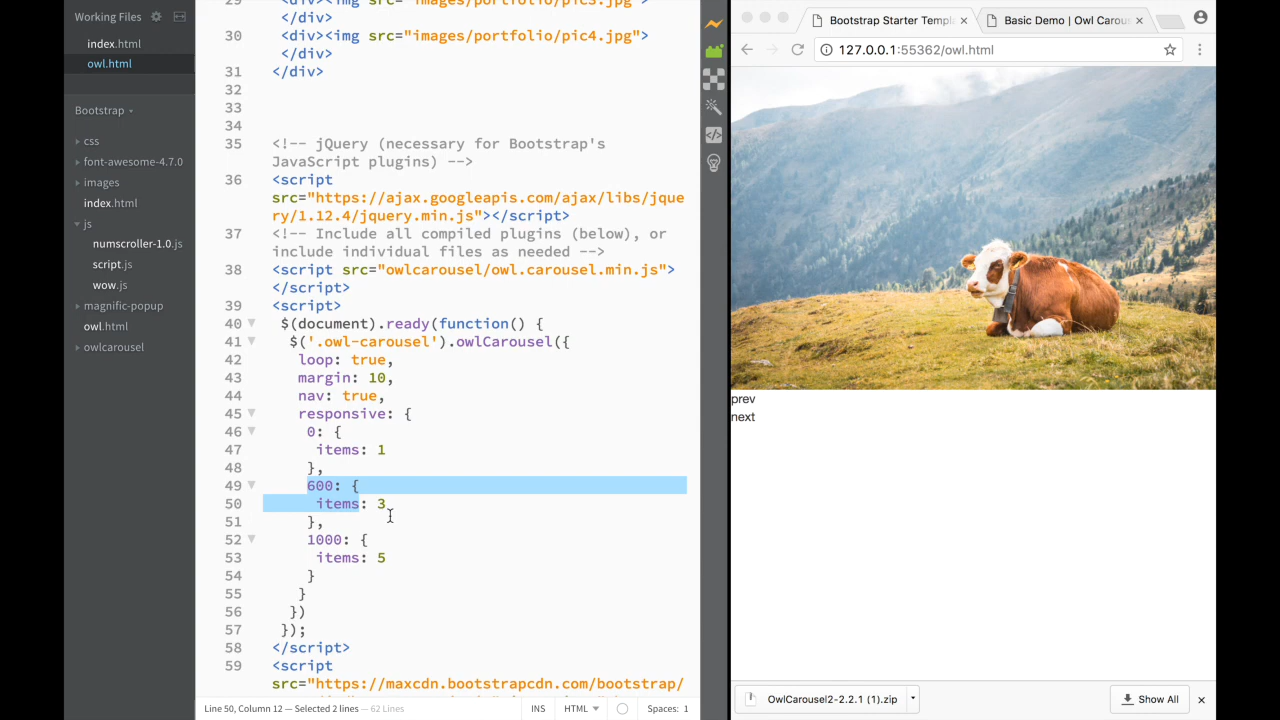 Working Files
index.html
owl.html
Bootstrap
css
font-awesome-4.7.0
images
index.html
js
numscroller-1.0.js
script.js
wow.js
magnific-popup
owl.html
owlcarousel
29 <div><img src="images/portfolio/pic3.jpg">
</div>
30 <div><img src="images/portfolio/pic4.jpg">
</div>
31 </div>
32
33
34
35 <!-- jQuery (necessary for Bootstrap's
JavaScript plugins) -->
36 <script
src="https://ajax.googleapis.com/ajax/libs/jque
ry/1.12.4/jquery.min.js"></script>
37 <!-- Include all compiled plugins (below), or
include individual files as needed -->
38 <script src="owlcarousel/owl.carousel.min.js">
</script>
39 <script>
40 $(document).ready(function() {
41 $('.owl-carousel').owlCarousel({
42 loop: true,
43 margin: 10,
44 nav: true,
45 responsive: {
46 0: {
47 items: 1
48 },
49 600: {
50 items: 3
51 },
52 1000: {
53 items: 5
54 }
55 }
56 })
57 });
58 </script>
59 <script
src="https://maxcdn.bootstrapcdn.com/bootstrap/
Line 50, Column 12 — Selected 2 lines — 62 Lines
INS
HTML
Spaces: 1
Bootstrap Starter Templ
Basic Demo | Owl Carous
127.0.0.1:55362/owl.html
prev
next
OwlCarousel2-2.2.1 (1).zip
Show All